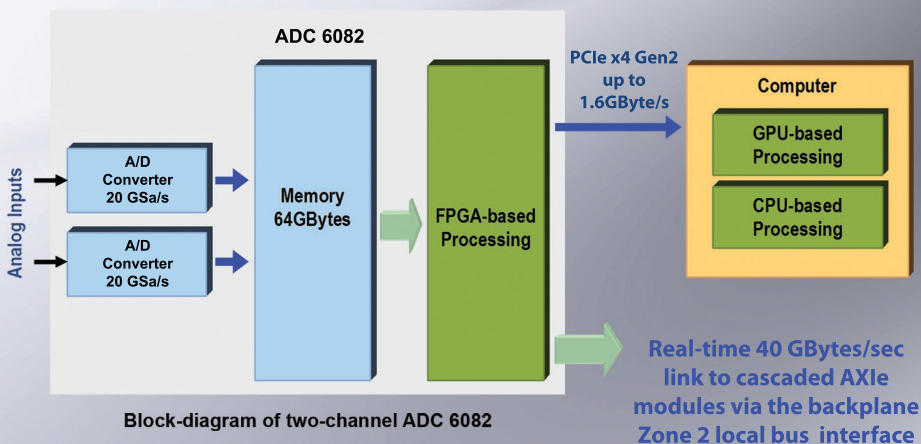 ADC 6082
Analog Inputs
A/D
Converter
20 GSa/s
A/D
Converter
20 GSa/s
Memory
64GBytes
FPGA-based
Processing
PCIe x4 Gen2
up to
1.6GByte/s
Computer
GPU-based
Processing
CPU-based
Processing
Real-time 40 GBytes/sec
link to cascaded AXIe
modules via the backplane
Zone 2 local bus interface
Block-diagram of two-channel ADC 6082